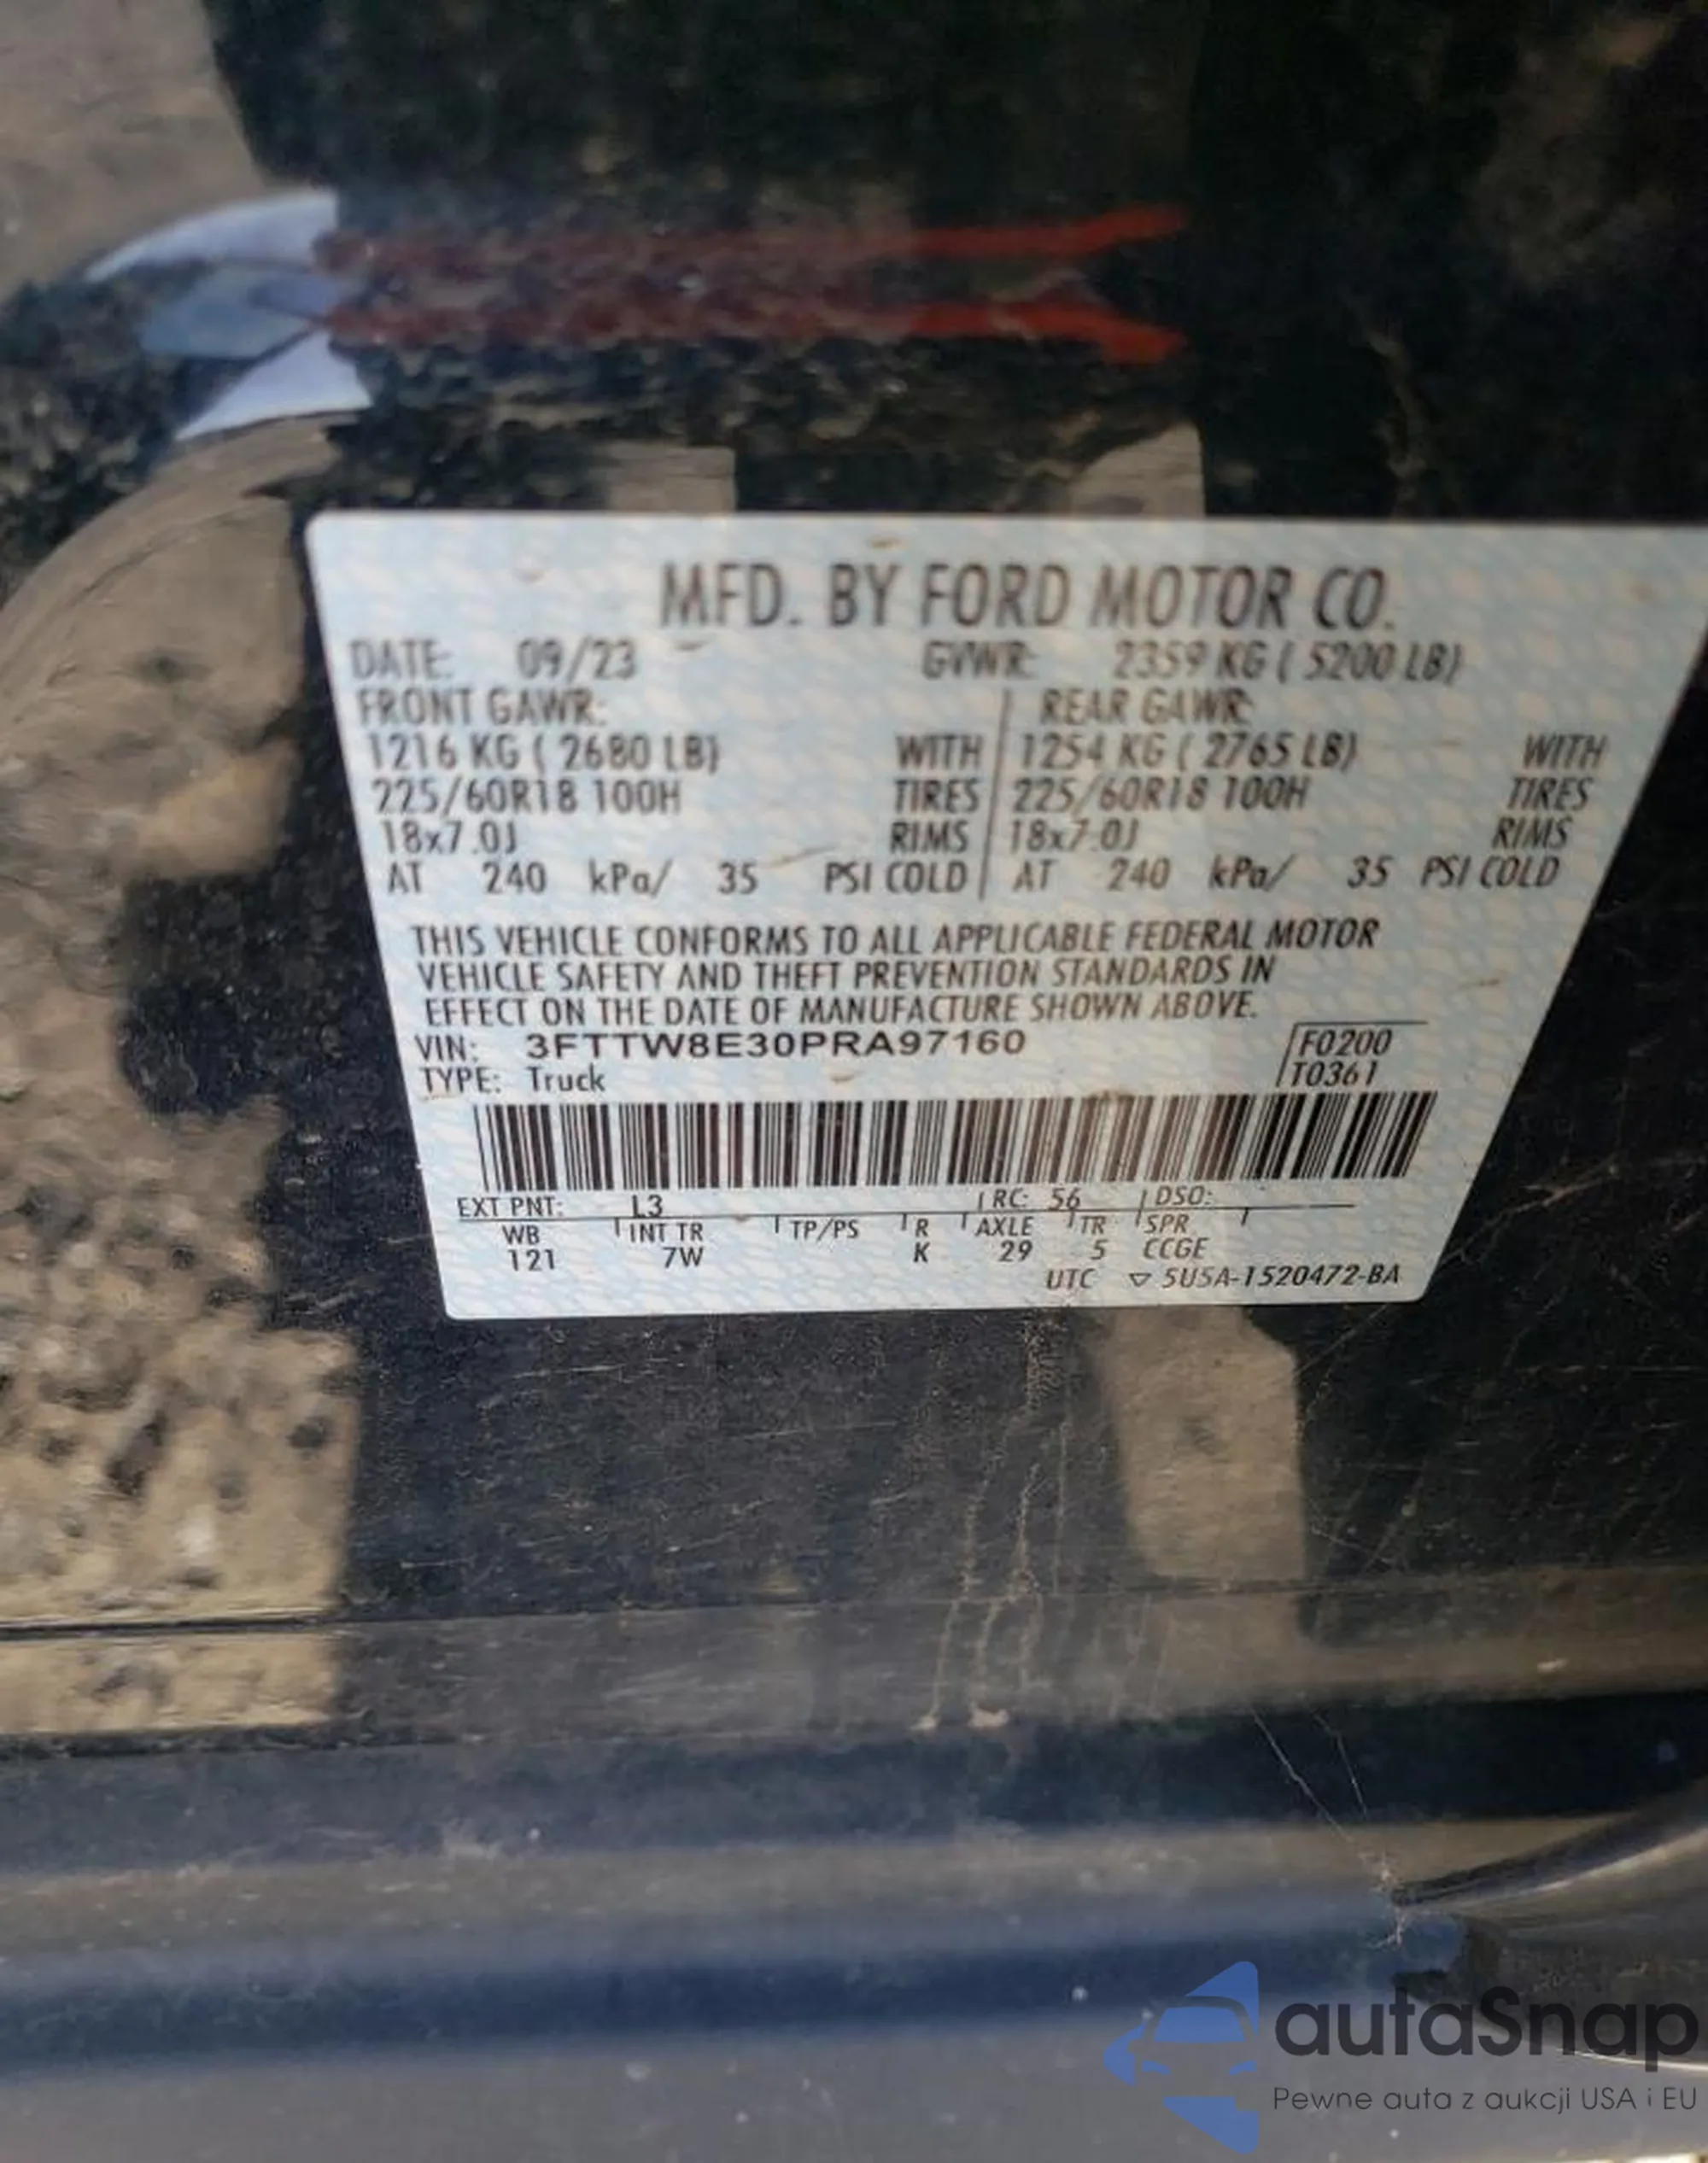 MFD. BY FORD MOTOR CO.
DATE: 09/23 GVWR: 2359 KG ( 5200 LB)
FRONT GAWR: REAR GAWR:
1216 KG ( 2680 LB) WITH 1254 KG ( 2765 LB) WITH
225/60R18 100H TIRES 225/60R18 100H TIRES
18x7.0J RIMS 18x7.0J RIMS
AT 240 kPa/ 35 PSI COLD AT 240 kPa/ 35 PSI COLD
THIS VEHICLE CONFORMS TO ALL APPLICABLE FEDERAL MOTOR
VEHICLE SAFETY AND THEFT PREVENTION STANDARDS IN
EFFECT ON THE DATE OF MANUFACTURE SHOWN ABOVE.
VIN: 3FTTW8E30PRA97160 F0200
TYPE: Truck T0361
EXT PNT: L3 RC: 56 DSO:
WB INT TR TP/PS R AXLE TR SPR
121 7W K 29 5 CCGE
UTC ▽ 5U5A-1520472-BA
autaSnap
Pewne auta z aukcji USA i EU